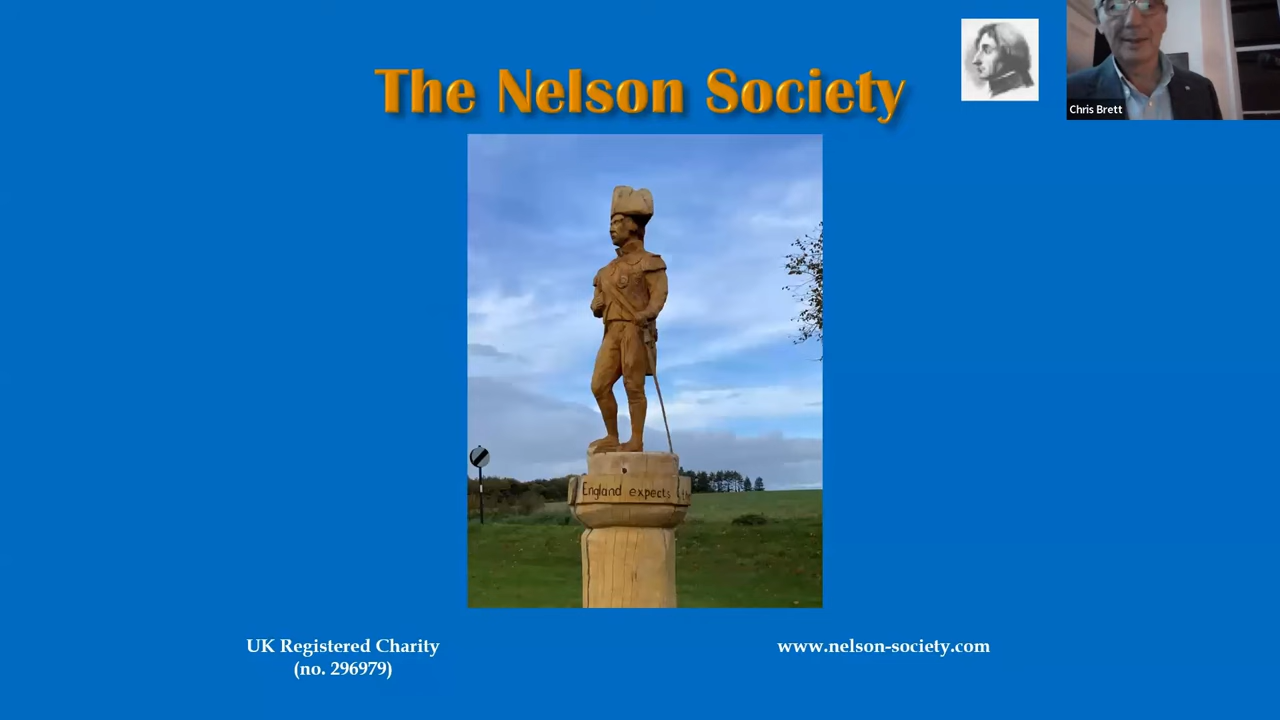 The Nelson Society
Chris Brett
England expects
UK Registered Charity
(no. 296979)
www.nelson-society.com